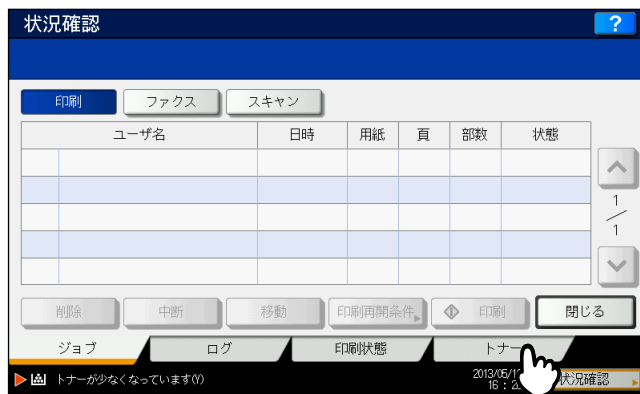 状況確認 ?
印刷 ファクス スキャン
ユーザ名 日時 用紙 頁 部数 状態
1
1
削除 中断 移動 印刷再開条件 印刷 閉じる
ジョブ ログ 印刷状態 トナー
トナーが少なくなっています(Y)
2013/05/1
16 : 2
状況確認